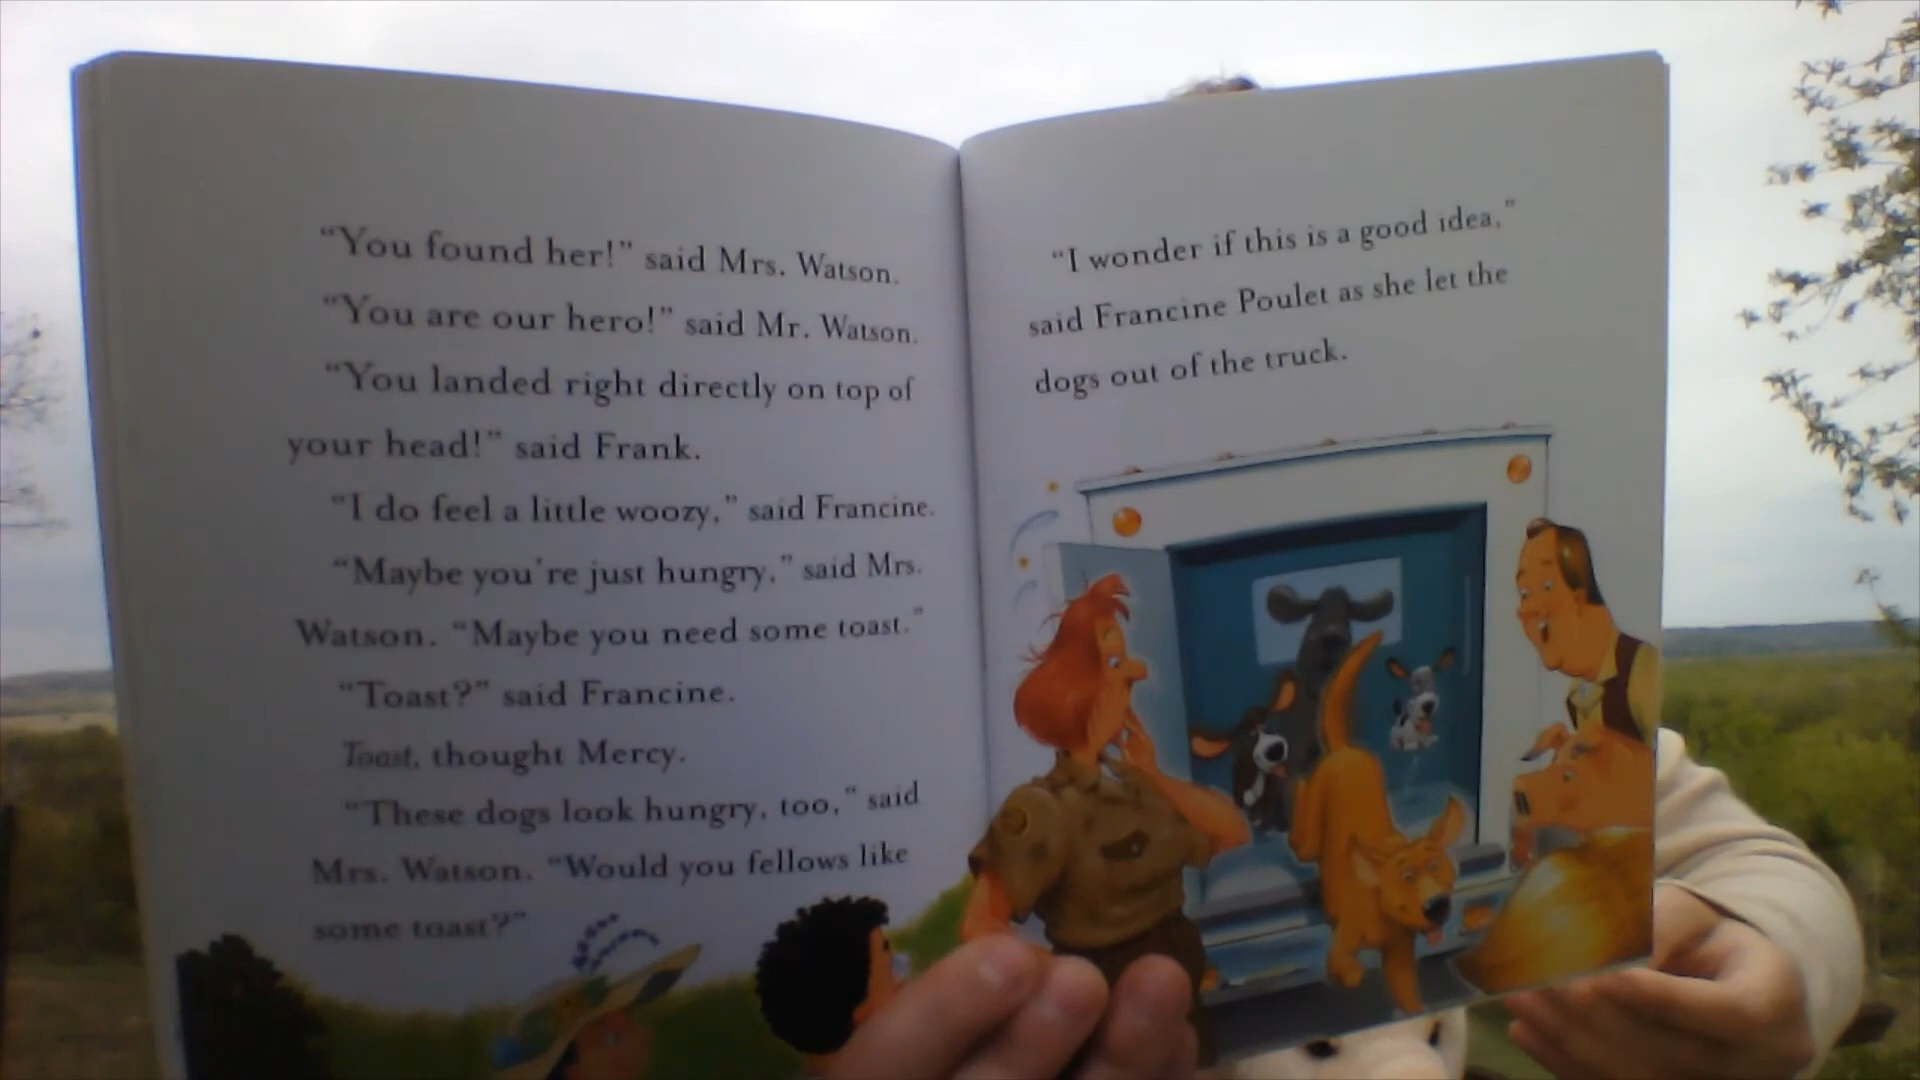 “You found her!” said Mrs. Watson.
“You are our hero!” said Mr. Watson.
“You landed right directly on top of
your head!” said Frank.
“I do feel a little woozy,” said Francine.
“Maybe you’re just hungry,” said Mrs.
Watson. “Maybe you need some toast.”
“Toast?” said Francine.
Toast, thought Mercy.
“These dogs look hungry, too,” said
Mrs. Watson. “Would you fellows like
some toast?”
“I wonder if this is a good idea,”
said Francine Poulet as she let the
dogs out of the truck.